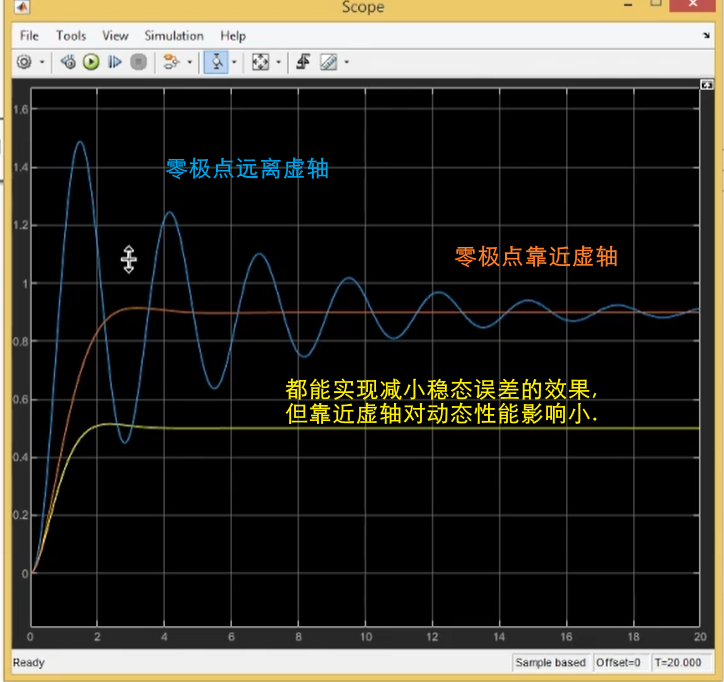 Scope
File Tools View Simulation Help
1.6
零极点远离虚轴
1.4
1.2
零极点靠近虚轴
1
0.8
都能实现减小稳态误差的效果,
0.6
但靠近虚轴对动态性能影响小.
0.4
0.2
0
0 2 4 6 8 10 12 14 16 18 20
Ready Sample based Offset=0 T=20.000